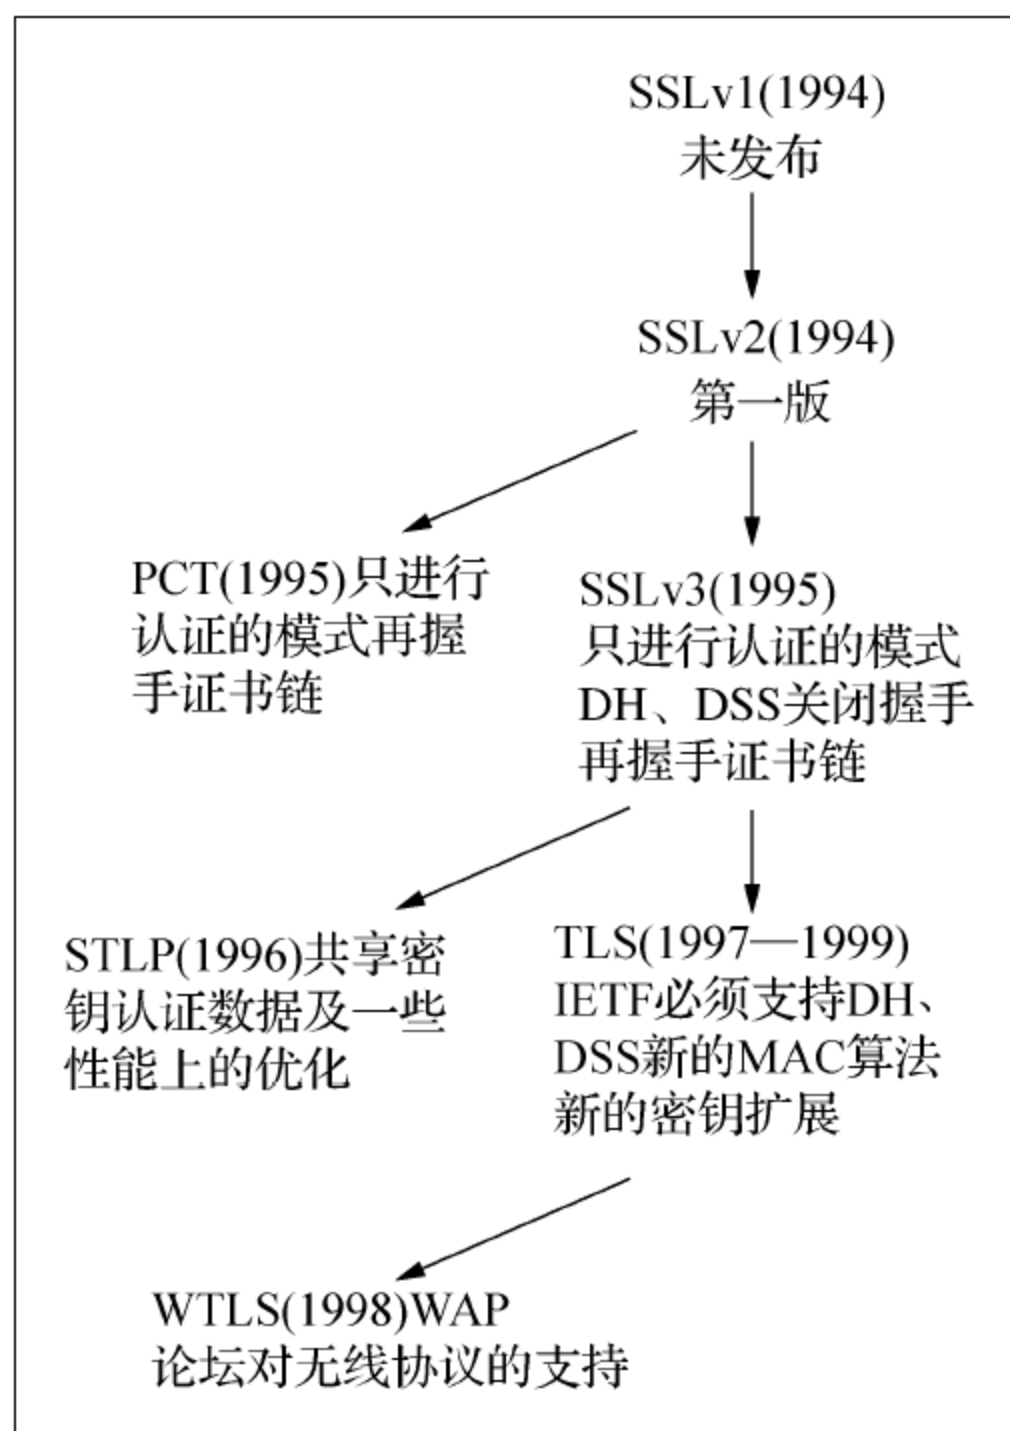 SSLv1(1994)
未发布
SSLv2(1994)
第一版
PCT(1995)只进行
认证的模式再握
手证书链
SSLv3(1995)
只进行认证的模式
DH、DSS关闭握手
再握手证书链
STLP(1996)共享密
钥认证数据及一些
性能上的优化
TLS(1997—1999)
IETF必须支持DH、
DSS新的MAC算法
新的密钥扩展
WTLS(1998)WAP
论坛对无线协议的支持